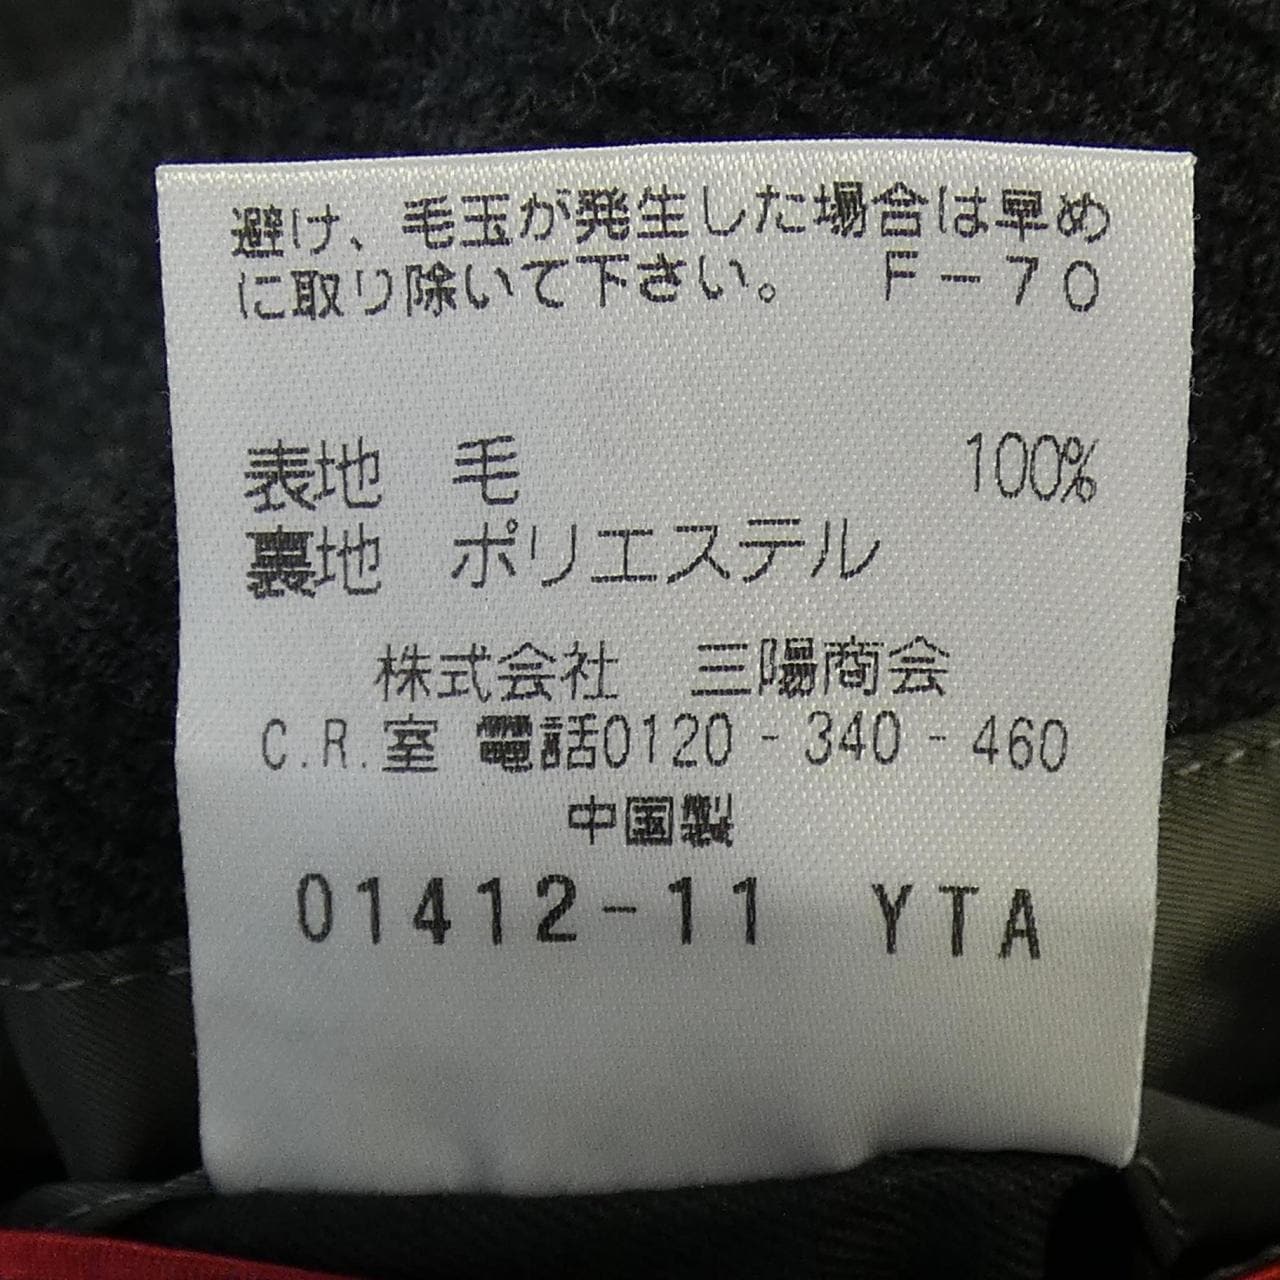 避け、毛玉が発生した場合は早め
に取り除いて下さい。 F-70
表地 毛 100%
裏地 ポリエステル
株式会社 三陽商会
C.R.室 電話0120-340-460
中国製
01412-11 YTA